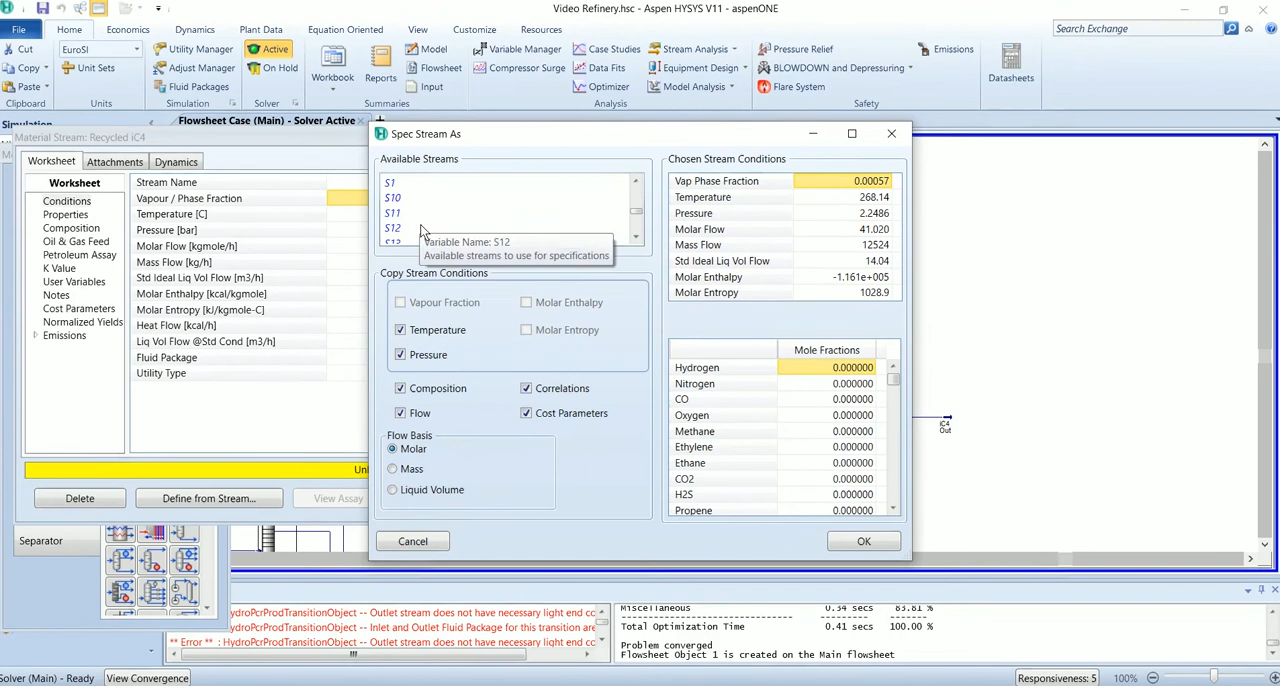 Video Refinery.hsc - Aspen HYSYS V11 - aspenONE
File Home Economics Dynamics Plant Data Equation Oriented View Customize Resources Search Exchange
Cut EuroSI Utility Manager Active Model Variable Manager Case Studies Stream Analysis Pressure Relief Emissions
Copy Unit Sets Adjust Manager On Hold Workbook Reports Flowsheet Compressor Surge Data Fits Equipment Design BLOWDOWN and Depressuring Datasheets
Paste Fluid Packages Input Optimizer Model Analysis Flare System
Clipboard Units Simulation Solver Summaries Analysis Safety
Flowsheet Case (Main) - Solver Active
Material Stream: Recycled iC4
Worksheet Attachments Dynamics
Worksheet
Conditions
Properties
Composition
Oil & Gas Feed
Petroleum Assay
K Value
User Variables
Notes
Cost Parameters
Normalized Yields
Emissions
Stream Name
Vapour / Phase Fraction
Temperature [C]
Pressure [bar]
Molar Flow [kgmole/h]
Mass Flow [kg/h]
Std Ideal Liq Vol Flow [m3/h]
Molar Enthalpy [kcal/kgmole]
Molar Entropy [kJ/kgmole-C]
Heat Flow [kcal/h]
Liq Vol Flow @Std Cond [m3/h]
Fluid Package
Utility Type
Delete Define from Stream... View Assay
Separator
Spec Stream As
Available Streams
S1
S10
S11
S12
S13
Variable Name: S12
Available streams to use for specifications
Copy Stream Conditions
Vapour Fraction Molar Enthalpy
Temperature Molar Entropy
Pressure
Composition Correlations
Flow Cost Parameters
Flow Basis
Molar
Mass
Liquid Volume
Cancel OK
Chosen Stream Conditions
Vap Phase Fraction 0.00057
Temperature 268.14
Pressure 2.2486
Molar Flow 41.020
Mass Flow 12524
Std Ideal Liq Vol Flow 14.04
Molar Enthalpy -1.161e+005
Molar Entropy 1028.9
Mole Fractions
Hydrogen 0.000000
Nitrogen 0.000000
CO 0.000000
Oxygen 0.000000
Methane 0.000000
Ethylene 0.000000
Ethane 0.000000
CO2 0.000000
H2S 0.000000
Propene 0.000000
iC4
Out
HydroPcrProdTransitionObject -- Outlet stream does not have necessary light end cc
HydroPcrProdTransitionObject -- Inlet and Outlet Fluid Package for this transition are
** Error ** : HydroPcrProdTransitionObject -- Outlet stream does not have necessary light end cc
Miscellaneous 0.34 secs 83.81 %
Total Optimization Time 0.41 secs 100.00 %
Problem converged
Flowsheet Object 1 is created on the Main flowsheet
Solver (Main) - Ready View Convergence Responsiveness: 5 100%